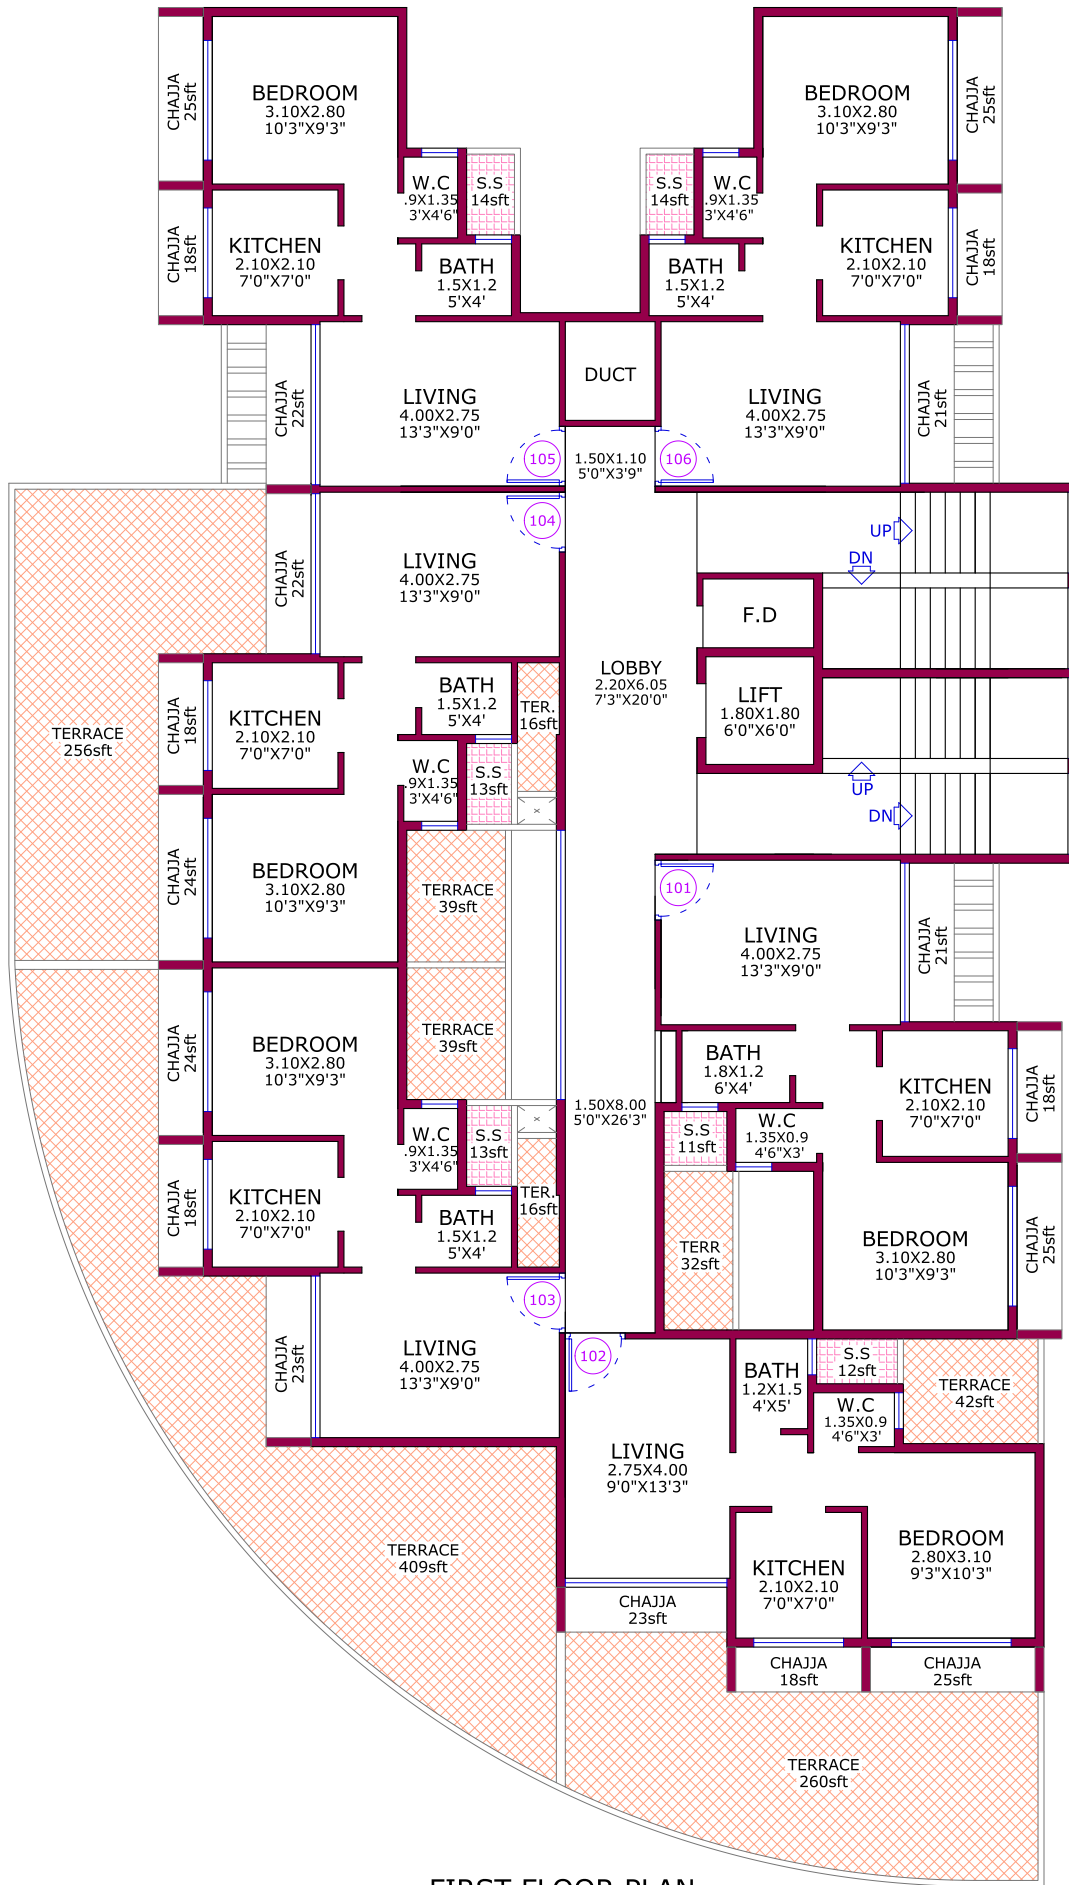 CHAJJA
25sft
BEDROOM
3.10X2.80
10'3"X9'3"
BEDROOM
3.10X2.80
10'3"X9'3"
CHAJJA
25sft
W.C
.9X1.35
3'X4'6"
S.S
14sft
S.S
14sft
W.C
.9X1.35
3'X4'6"
CHAJJA
18sft
KITCHEN
2.10X2.10
7'0"X7'0"
BATH
1.5X1.2
5'X4'
BATH
1.5X1.2
5'X4'
KITCHEN
2.10X2.10
7'0"X7'0"
CHAJJA
18sft
CHAJJA
22sft
LIVING
4.00X2.75
13'3"X9'0"
DUCT
LIVING
4.00X2.75
13'3"X9'0"
CHAJJA
21sft
105
1.50X1.10
5'0"X3'9"
106
104
UP
DN
CHAJJA
22sft
LIVING
4.00X2.75
13'3"X9'0"
F.D
LOBBY
2.20X6.05
7'3"X20'0"
LIFT
1.80X1.80
6'0"X6'0"
UP
DN
TERRACE
256sft
CHAJJA
18sft
KITCHEN
2.10X2.10
7'0"X7'0"
BATH
1.5X1.2
5'X4'
TER.
16sft
W.C
.9X1.35
3'X4'6"
S.S
13sft
X
CHAJJA
24sft
BEDROOM
3.10X2.80
10'3"X9'3"
TERRACE
39sft
101
LIVING
4.00X2.75
13'3"X9'0"
CHAJJA
21sft
CHAJJA
24sft
BEDROOM
3.10X2.80
10'3"X9'3"
TERRACE
39sft
BATH
1.8X1.2
6'X4'
KITCHEN
2.10X2.10
7'0"X7'0"
CHAJJA
18sft
1.50X8.00
5'0"X26'3"
X
W.C
.9X1.35
3'X4'6"
S.S
13sft
S.S
11sft
W.C
1.35X0.9
4'6"X3'
CHAJJA
18sft
KITCHEN
2.10X2.10
7'0"X7'0"
BATH
1.5X1.2
5'X4'
TER.
16sft
TERR
32sft
BEDROOM
3.10X2.80
10'3"X9'3"
CHAJJA
25sft
103
CHAJJA
23sft
LIVING
4.00X2.75
13'3"X9'0"
102
BATH
1.2X1.5
4'X5'
S.S
12sft
TERRACE
42sft
W.C
1.35X0.9
4'6"X3'
LIVING
2.75X4.00
9'0"X13'3"
BEDROOM
2.80X3.10
9'3"X10'3"
TERRACE
409sft
KITCHEN
2.10X2.10
7'0"X7'0"
CHAJJA
23sft
CHAJJA
18sft
CHAJJA
25sft
TERRACE
260sft
FIRST FLOOR PLAN